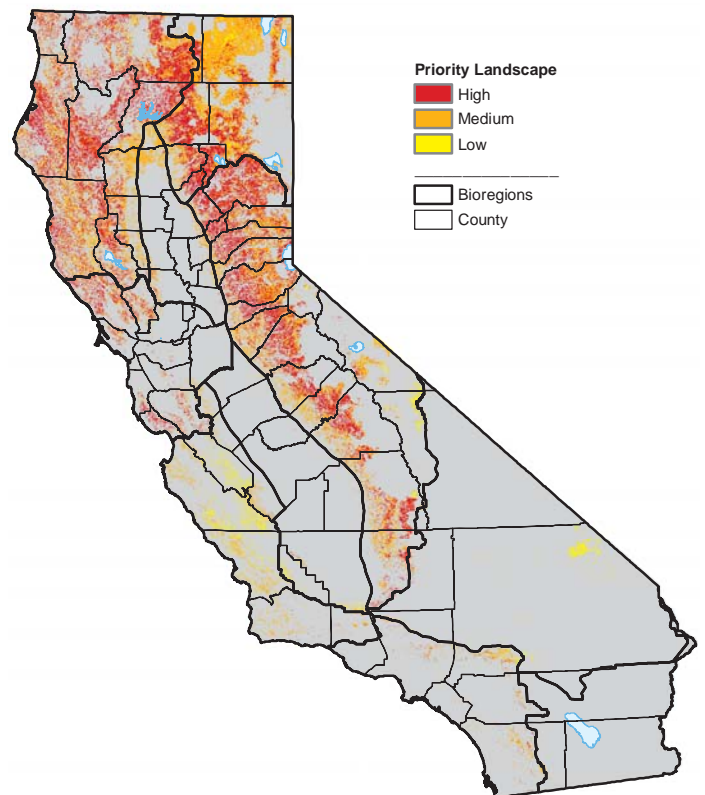 Priority Landscape
High
Medium
Low
Bioregions
County